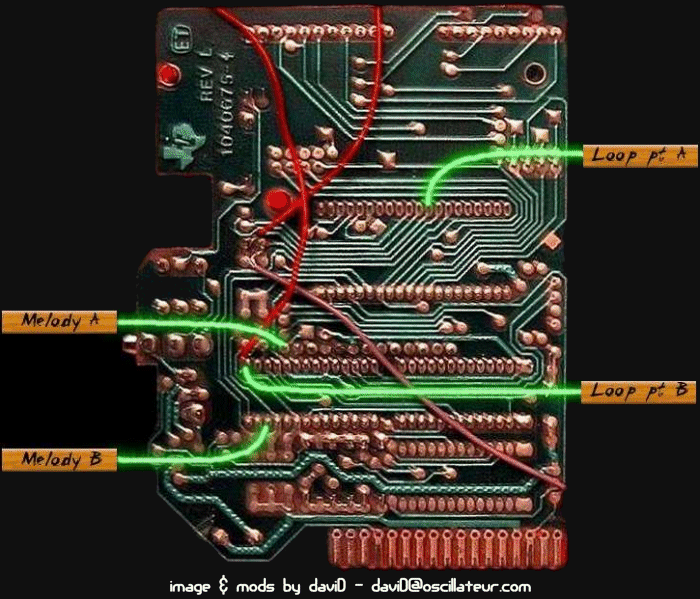 ET
REV L
1040675-4
Loop pt A
Melody A
Loop pt B
Melody B
image & mods by daviD - daviD@oscillateur.com